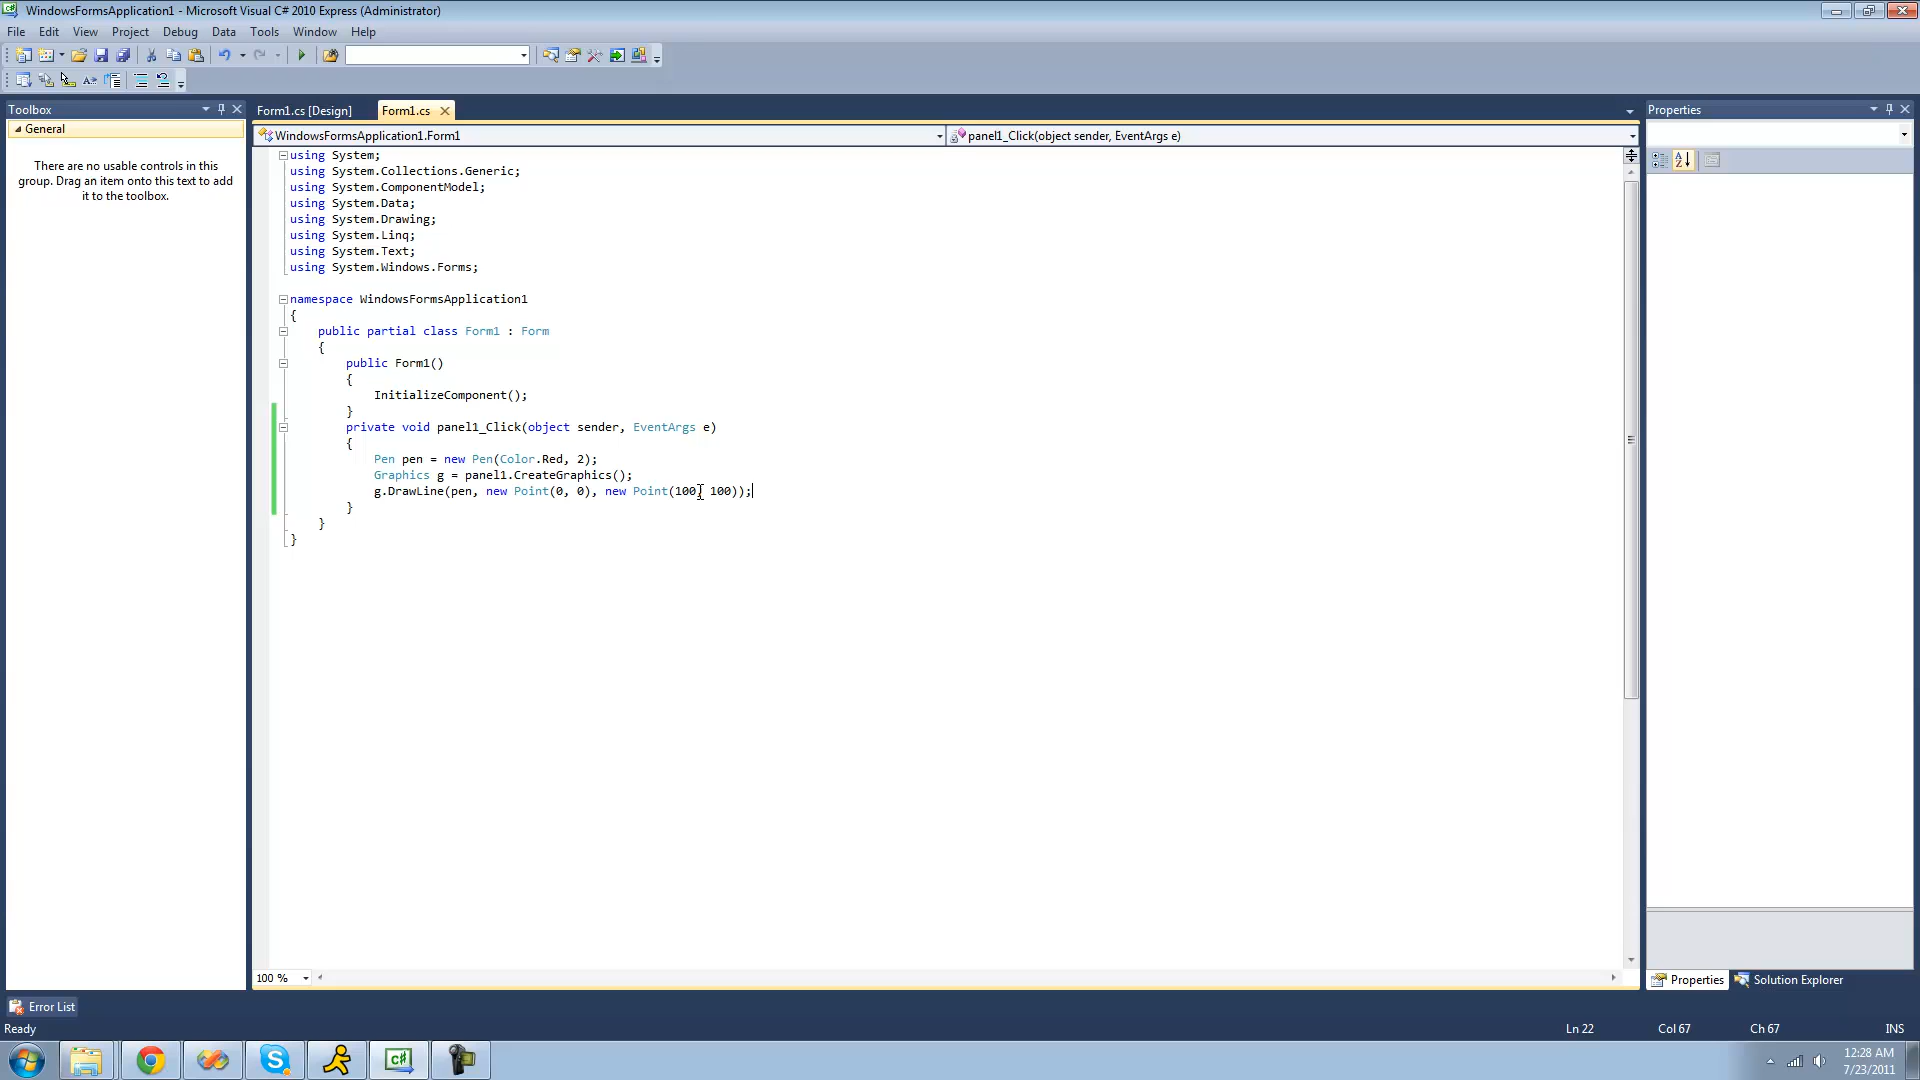 WindowsFormsApplication1 - Microsoft Visual C# 2010 Express (Administrator)
File Edit View Project Debug Data Tools Window Help
Toolbox
General
There are no usable controls in this
group. Drag an item onto this text to add
it to the toolbox.
Form1.cs [Design] Form1.cs
WindowsFormsApplication1.Form1 panel1_Click(object sender, EventArgs e)
using System;
using System.Collections.Generic;
using System.ComponentModel;
using System.Data;
using System.Drawing;
using System.Linq;
using System.Text;
using System.Windows.Forms;
namespace WindowsFormsApplication1
{
public partial class Form1 : Form
{
public Form1()
{
InitializeComponent();
}
private void panel1_Click(object sender, EventArgs e)
{
Pen pen = new Pen(Color.Red, 2);
Graphics g = panel1.CreateGraphics();
g.DrawLine(pen, new Point(0, 0), new Point(100, 100));
}
}
}
100 %
Properties
Properties Solution Explorer
Error List
Ready Ln 22 Col 67 Ch 67 INS
C#
12:28 AM
7/23/2011